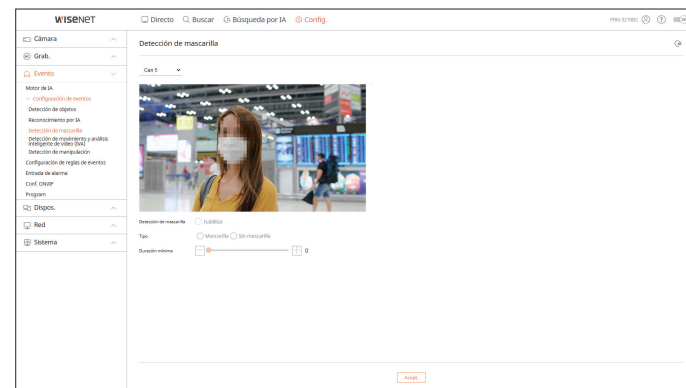 WISENET
Directo Buscar Búsqueda por IA Config.
Cámara
Grab.
Evento
Motor de IA
Configuración de eventos
Detección de objetos
Reconocimiento por IA
Detección de mascarilla
Detección de movimiento y análisis
inteligente de vídeo (IVA)
Detección de manipulación
Configuración de reglas de eventos
Entrada de alarma
Conf. ONVIF
Program
Dispos.
Red
Sistema
Detección de mascarilla
Can 5
Detección de mascarilla habilitar
Tipo Mascarilla Sin mascarilla
Duración mínima 0
Acept